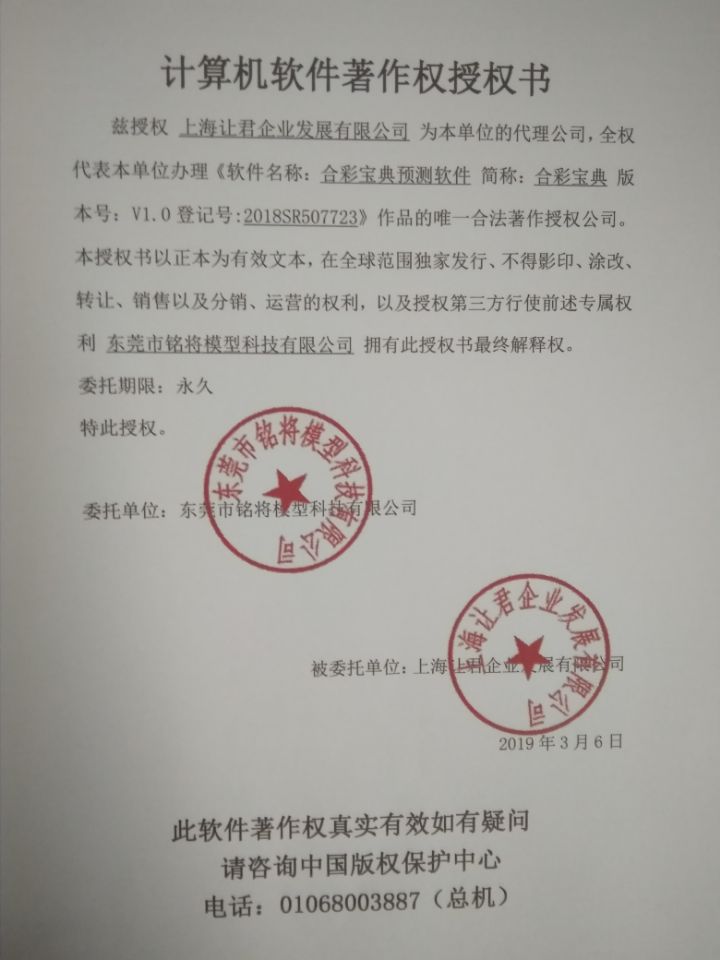 计算机软件著作权授权书
兹授权 上海让君企业发展有限公司 为本单位的代理公司,全权
代表本单位办理《软件名称：合彩宝典预测软件 简称：合彩宝典 版
本号：V1.0 登记号:2018SR507723》作品的唯一合法著作授权公司。
本授权书以正本为有效文本，在全球范围独家发行、不得影印、涂改、
转让、销售以及分销、运营的权利，以及授权第三方行使前述专属权
利 东莞市铭将模型科技有限公司 拥有此授权书最终解释权。
委托期限：永久
特此授权。
东莞市铭将模型科技有限公司
委托单位：东莞市铭将模型科技有限公司
上海让君企业发展有限公司
被委托单位：上海让君企业发展有限公司
2019年3月6日
此软件著作权真实有效如有疑问
请咨询中国版权保护中心
电话：01068003887（总机）